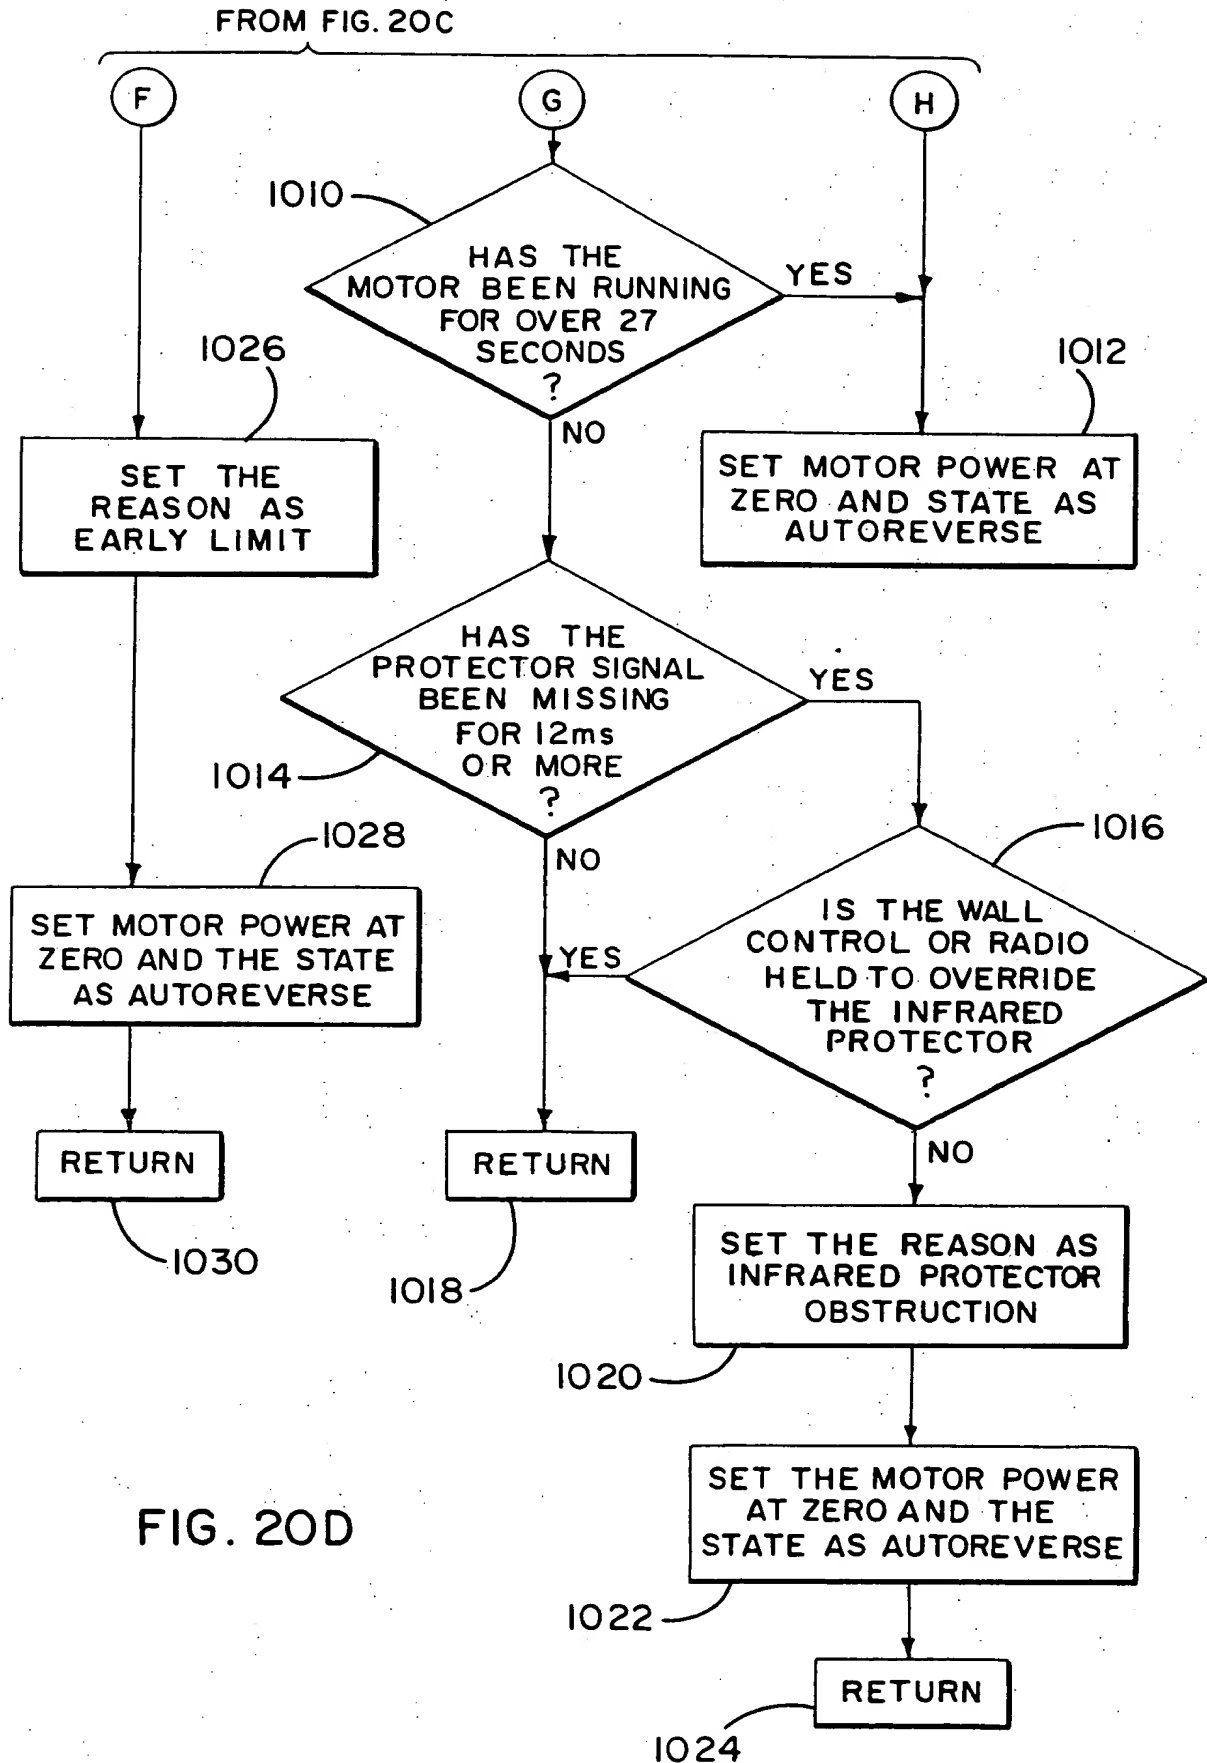 FROM FIG. 20C
F
G
H
1010
HAS THE
MOTOR BEEN RUNNING
FOR OVER 27
SECONDS
?
YES
NO
1026
SET THE
REASON AS
EARLY LIMIT
1012
SET MOTOR POWER AT
ZERO AND STATE AS
AUTOREVERSE
HAS THE
PROTECTOR SIGNAL
BEEN MISSING
FOR 12ms
OR MORE
?
YES
1014
NO
1028
SET MOTOR POWER AT
ZERO AND THE STATE
AS AUTOREVERSE
1016
IS THE WALL
CONTROL OR RADIO
HELD TO OVERRIDE
THE INFRARED
PROTECTOR
?
YES
NO
RETURN
1030
RETURN
1018
SET THE REASON AS
INFRARED PROTECTOR
OBSTRUCTION
1020
SET THE MOTOR POWER
AT ZERO AND THE
STATE AS AUTOREVERSE
1022
RETURN
1024
FIG. 20D